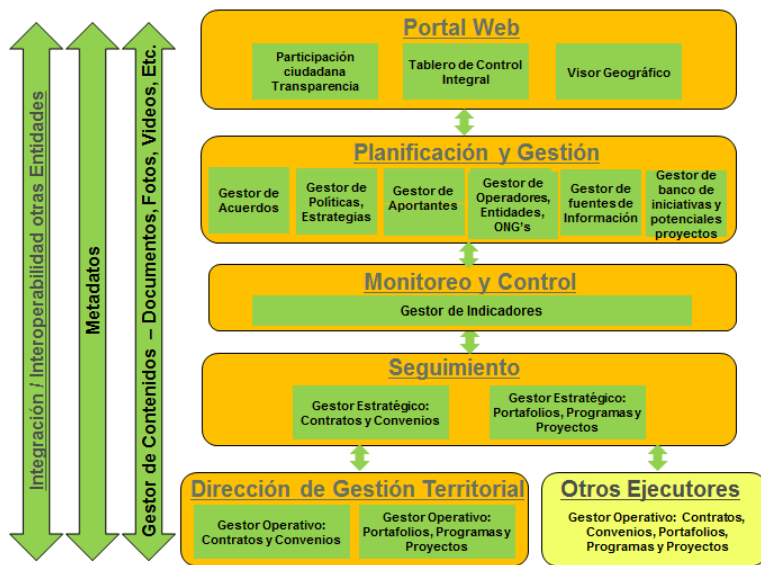 Integración / Interoperabilidad otras Entidades
Metadatos
Gestor de Contenidos – Documentos, Fotos, Videos, Etc.
Portal Web
Participación
ciudadana
Transparencia
Tablero de Control
Integral
Visor Geográfico
Planificación y Gestión
Gestor de
Acuerdos
Gestor de
Políticas,
Estrategias
Gestor de
Aportantes
Gestor de
Operadores,
Entidades,
ONG's
Gestor de
fuentes de
Información
Gestor de
banco de
iniciativas y
potenciales
proyectos
Monitoreo y Control
Gestor de Indicadores
Seguimiento
Gestor Estratégico:
Contratos y Convenios
Gestor Estratégico:
Portafolios, Programas y
Proyectos
Dirección de Gestión Territorial
Gestor Operativo:
Contratos y Convenios
Gestor Operativo:
Portafolios, Programas y
Proyectos
Otros Ejecutores
Gestor Operativo: Contratos,
Convenios, Portafolios,
Programas y Proyectos